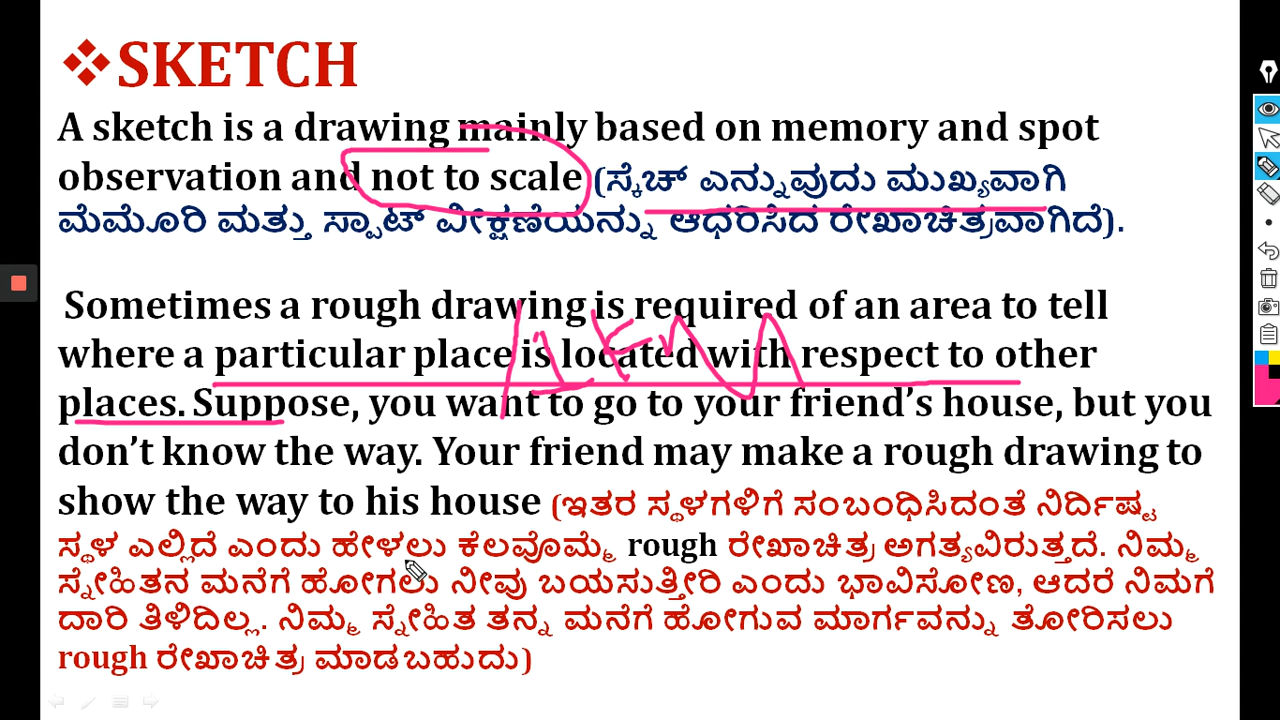 ❖SKETCH
A sketch is a drawing mainly based on memory and spot
observation and not to scale (ಸ್ಕೆಚ್ ಎನ್ನುವುದು ಮುಖ್ಯವಾಗಿ
ಮೆಮೊರಿ ಮತ್ತು ಸ್ಪಾಟ್ ವೀಕ್ಷಣೆಯನ್ನು ಆಧರಿಸಿದ ರೇಖಾಚಿತ್ರವಾಗಿದೆ).
Sometimes a rough drawing is required of an area to tell
where a particular place is located with respect to other
places. Suppose, you want to go to your friend’s house, but you
don’t know the way. Your friend may make a rough drawing to
show the way to his house (ಇತರ ಸ್ಥಳಗಳಿಗೆ ಸಂಬಂಧಿಸಿದಂತೆ ನಿರ್ದಿಷ್ಟ
ಸ್ಥಳ ಎಲ್ಲಿದೆ ಎಂದು ಹೇಳಲು ಕೆಲವೊಮ್ಮೆ rough ರೇಖಾಚಿತ್ರ ಅಗತ್ಯವಿರುತ್ತದೆ. ನಿಮ್ಮ
ಸ್ನೇಹಿತನ ಮನೆಗೆ ಹೋಗಲು ನೀವು ಬಯಸುತ್ತೀರಿ ಎಂದು ಭಾವಿಸೋಣ, ಆದರೆ ನಿಮಗೆ
ದಾರಿ ತಿಳಿದಿಲ್ಲ. ನಿಮ್ಮ ಸ್ನೇಹಿತ ತನ್ನ ಮನೆಗೆ ಹೋಗುವ ಮಾರ್ಗವನ್ನು ತೋರಿಸಲು
rough ರೇಖಾಚಿತ್ರ ಮಾಡಬಹುದು)